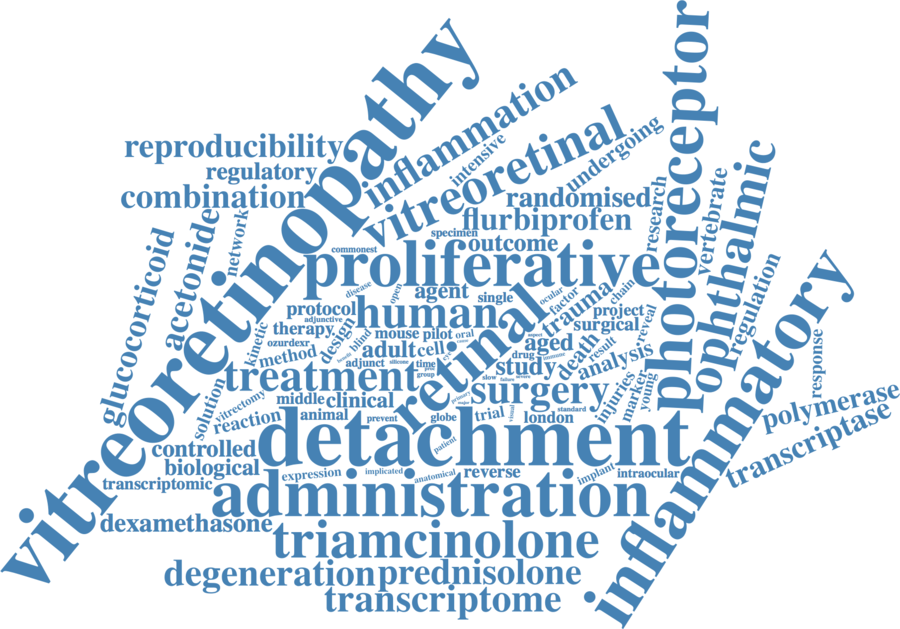 vitreoretinopathy
photoreceptor
inflammation
intensive
vitreoretinal
undergoing
reproducibility
regulatory
combination
randomised
flurbiprofen
specimen
outcome
commonest
proliferative
research
vertebrate
ophthalmic
regulation
glucocorticoid
acetonide
network
disease
open
agent
single
ocular
factor
trauma
chain
protocol
adjunctive
human
retinal
project
surgical
reveal
therapy
design
blind
mouse pilot oral
ozurdex
kinetic
method
adult cell
aged
drug
immune
death
result
analysis
adjunct
silicone
time
group
study
treatment
slow
failure
surgery
injuries
marker
young
response
inflammatory
solution
vitrectomy
middle clinical
primary
reaction
animal
prevent
globe
trial
visual
london
standard
polymerase
transcriptase
detachment
patient
controlled
biological
transcriptomic
expression
implicated
anatomical
reverse
implant
intraocular
administration
dexamethasone
triamcinolone
degeneration prednisolone
transcriptome